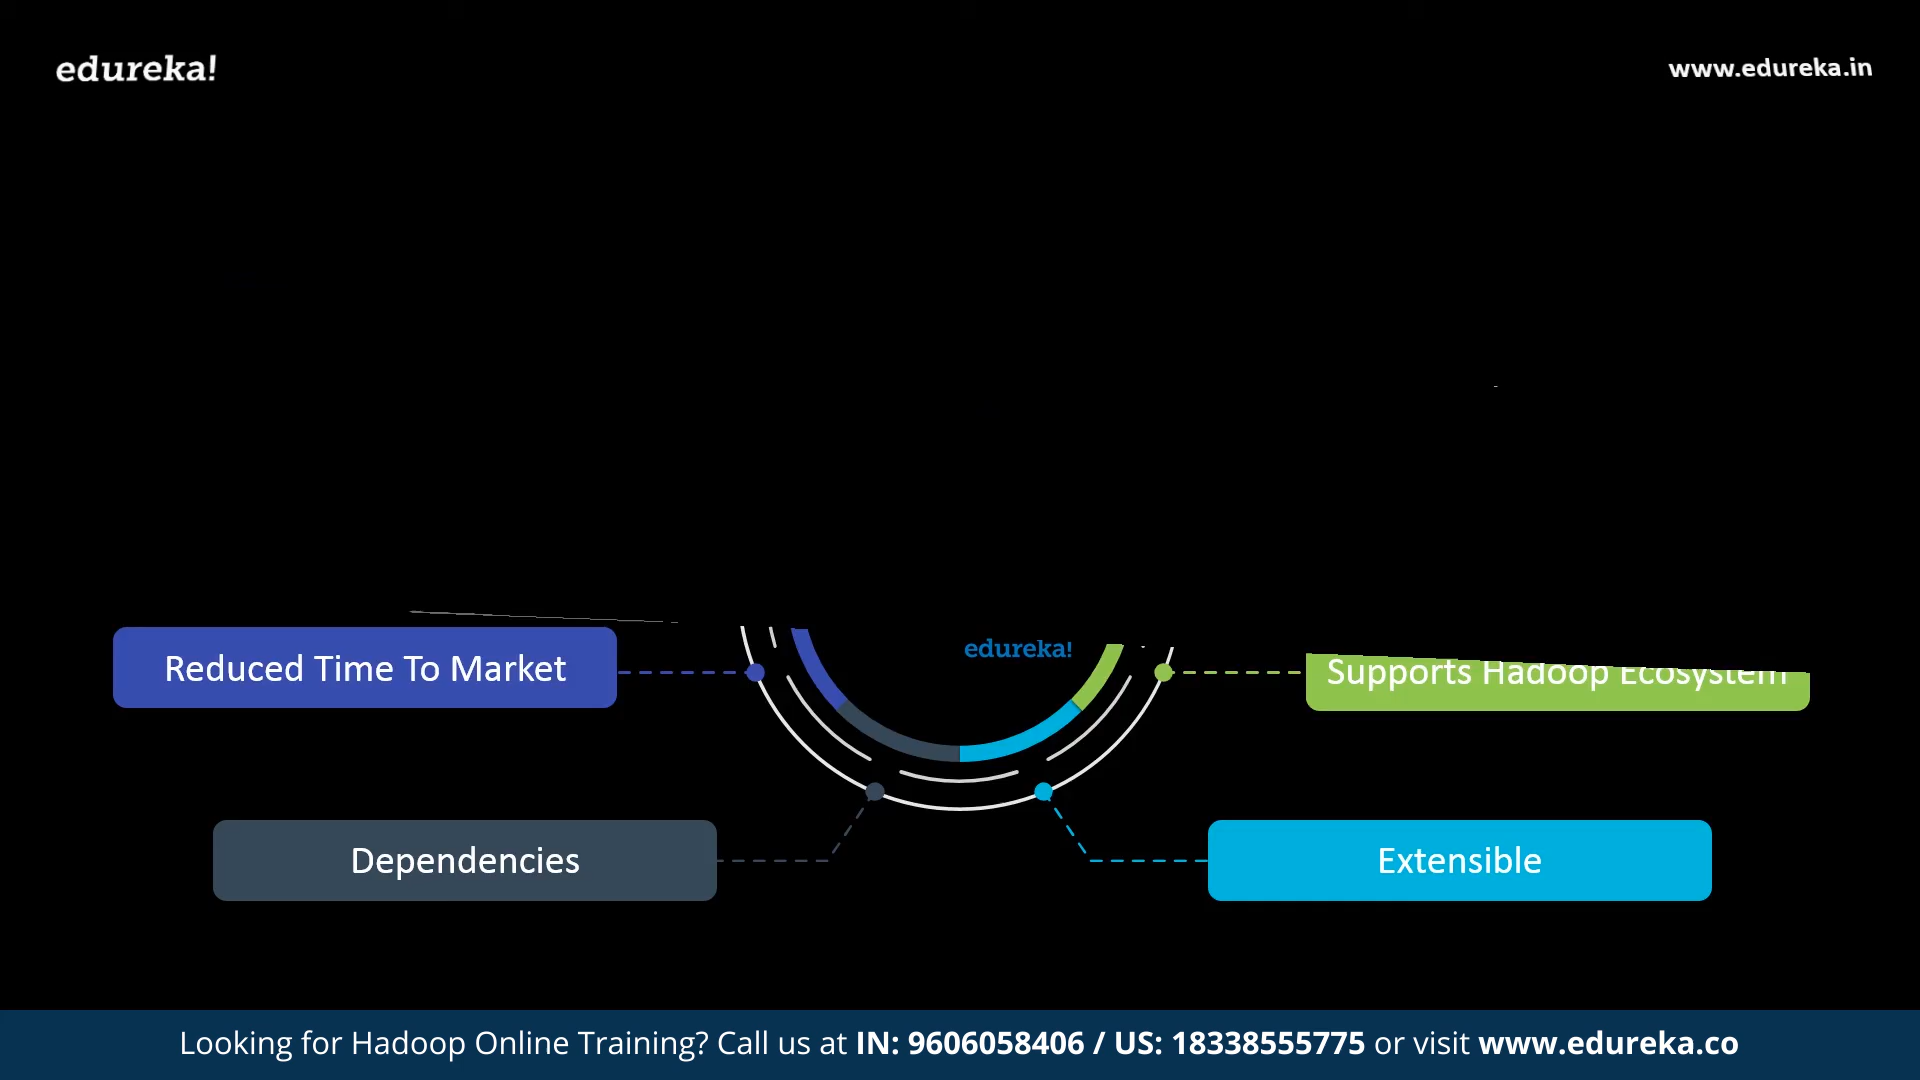 edureka!
www.edureka.in
edureka!
Reduced Time To Market
Supports Hadoop Ecosystem
Dependencies
Extensible
Looking for Hadoop Online Training? Call us at IN: 9606058406 / US: 18338555775 or visit www.edureka.co